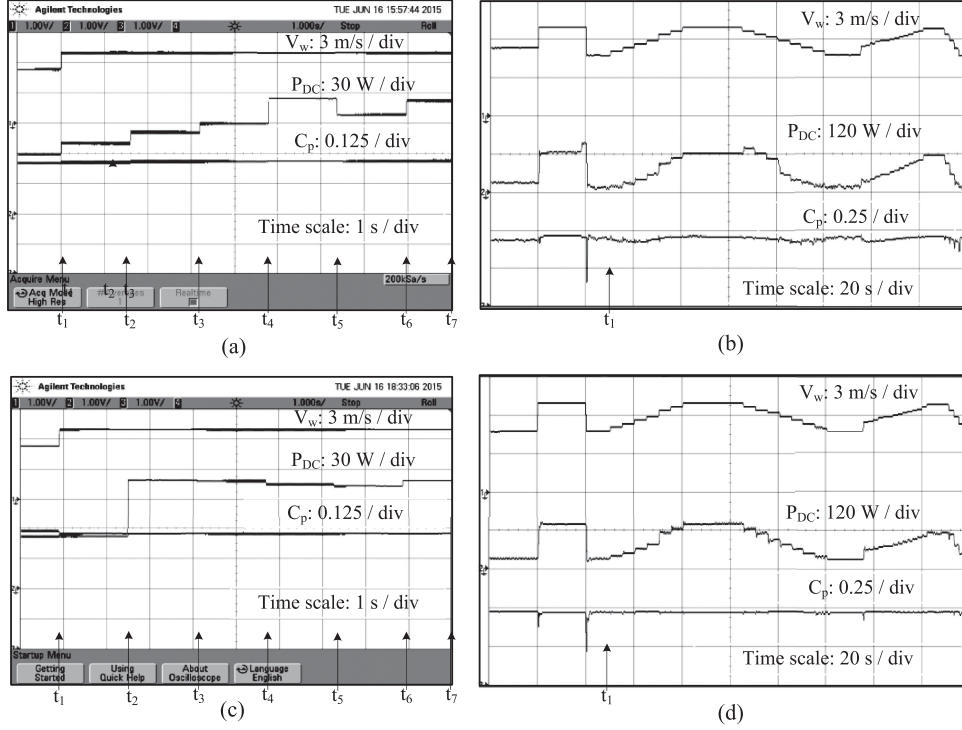 Agilent Technologies TUE JUN 16 15:57:44 2015
1 1.00V/ 2 1.00V/ 3 1.00V/ 4 1.000s/ Stop Roll
Vw: 3 m/s / div
PDC: 30 W / div
Cp: 0.125 / div
Time scale: 1 s / div
Acquire Menu 200kSa/s
Acq Mode
High Res
Realtime
t2 t3
t1 t2 t3 t4 t5 t6 t7
(a)
Vw: 3 m/s / div
PDC: 120 W / div
Cp: 0.25 / div
Time scale: 20 s / div
t1
(b)
Agilent Technologies TUE JUN 16 18:33:06 2015
1 1.00V/ 2 1.00V/ 3 1.00V/ 4 1.000s/ Stop Roll
Vw: 3 m/s / div
PDC: 30 W / div
Cp: 0.125 / div
Time scale: 1 s / div
Startup Menu
Getting Started
Using Quick Help
About Oscilloscope
Language English
t1 t2 t3 t4 t5 t6 t7
(c)
Vw: 3 m/s / div
PDC: 120 W / div
Cp: 0.25 / div
Time scale: 20 s / div
t1
(d)